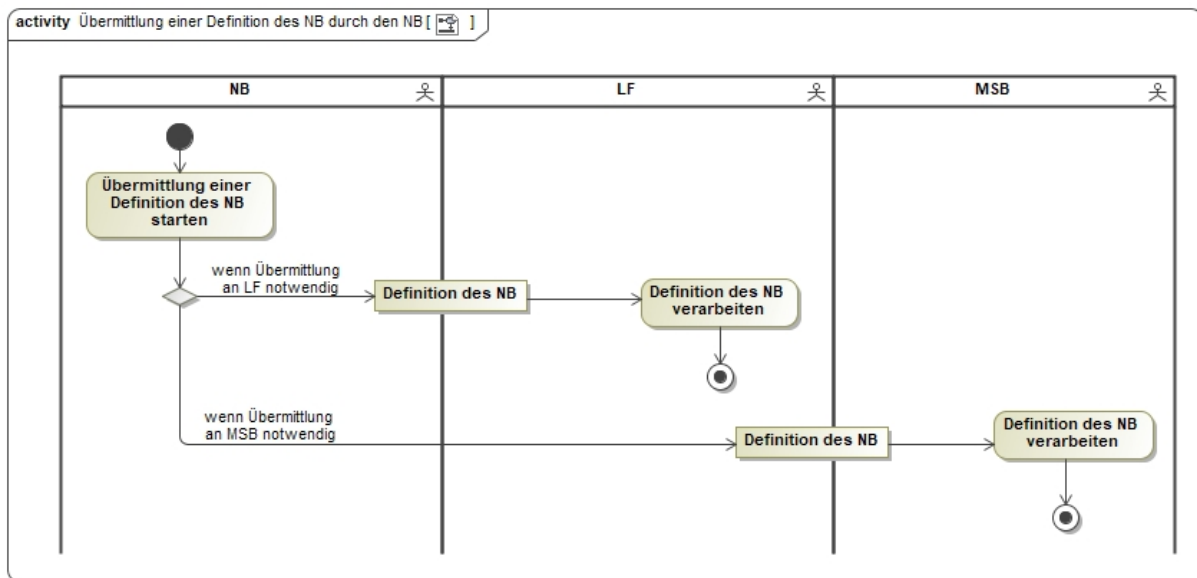 activity Übermittlung einer Definition des NB durch den NB [ ]
NB
LF
MSB
Übermittlung einer
Definition des NB
starten
wenn Übermittlung
an LF notwendig
Definition des NB
Definition des NB
verarbeiten
wenn Übermittlung
an MSB notwendig
Definition des NB
Definition des NB
verarbeiten